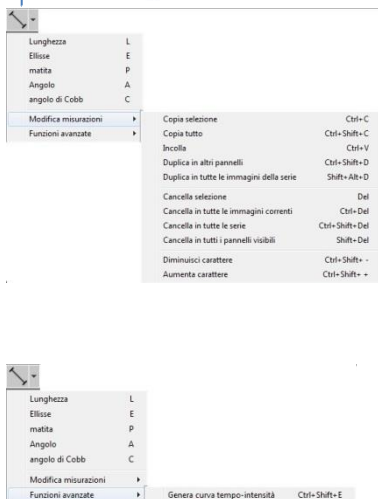 Lunghezza L
Ellisse E
matita P
Angolo A
angolo di Cobb C
Modifica misurazioni
Funzioni avanzate
Copia selezione Ctrl+C
Copia tutto Ctrl+Shift+C
Incolla Ctrl+V
Duplica in altri pannelli Ctrl+Shift+D
Duplica in tutte le immagini della serie Shift+Alt+D
Cancella selezione Del
Cancella in tutte le immagini correnti Ctrl+Del
Cancella in tutte le serie Ctrl+Shift+Del
Cancella in tutti i pannelli visibili Shift+Del
Diminuisci carattere Ctrl+Shift+ -
Aumenta carattere Ctrl+Shift+ +
Lunghezza L
Ellisse E
matita P
Angolo A
angolo di Cobb C
Modifica misurazioni
Funzioni avanzate
Genera curva tempo-intensità Ctrl+Shift+E